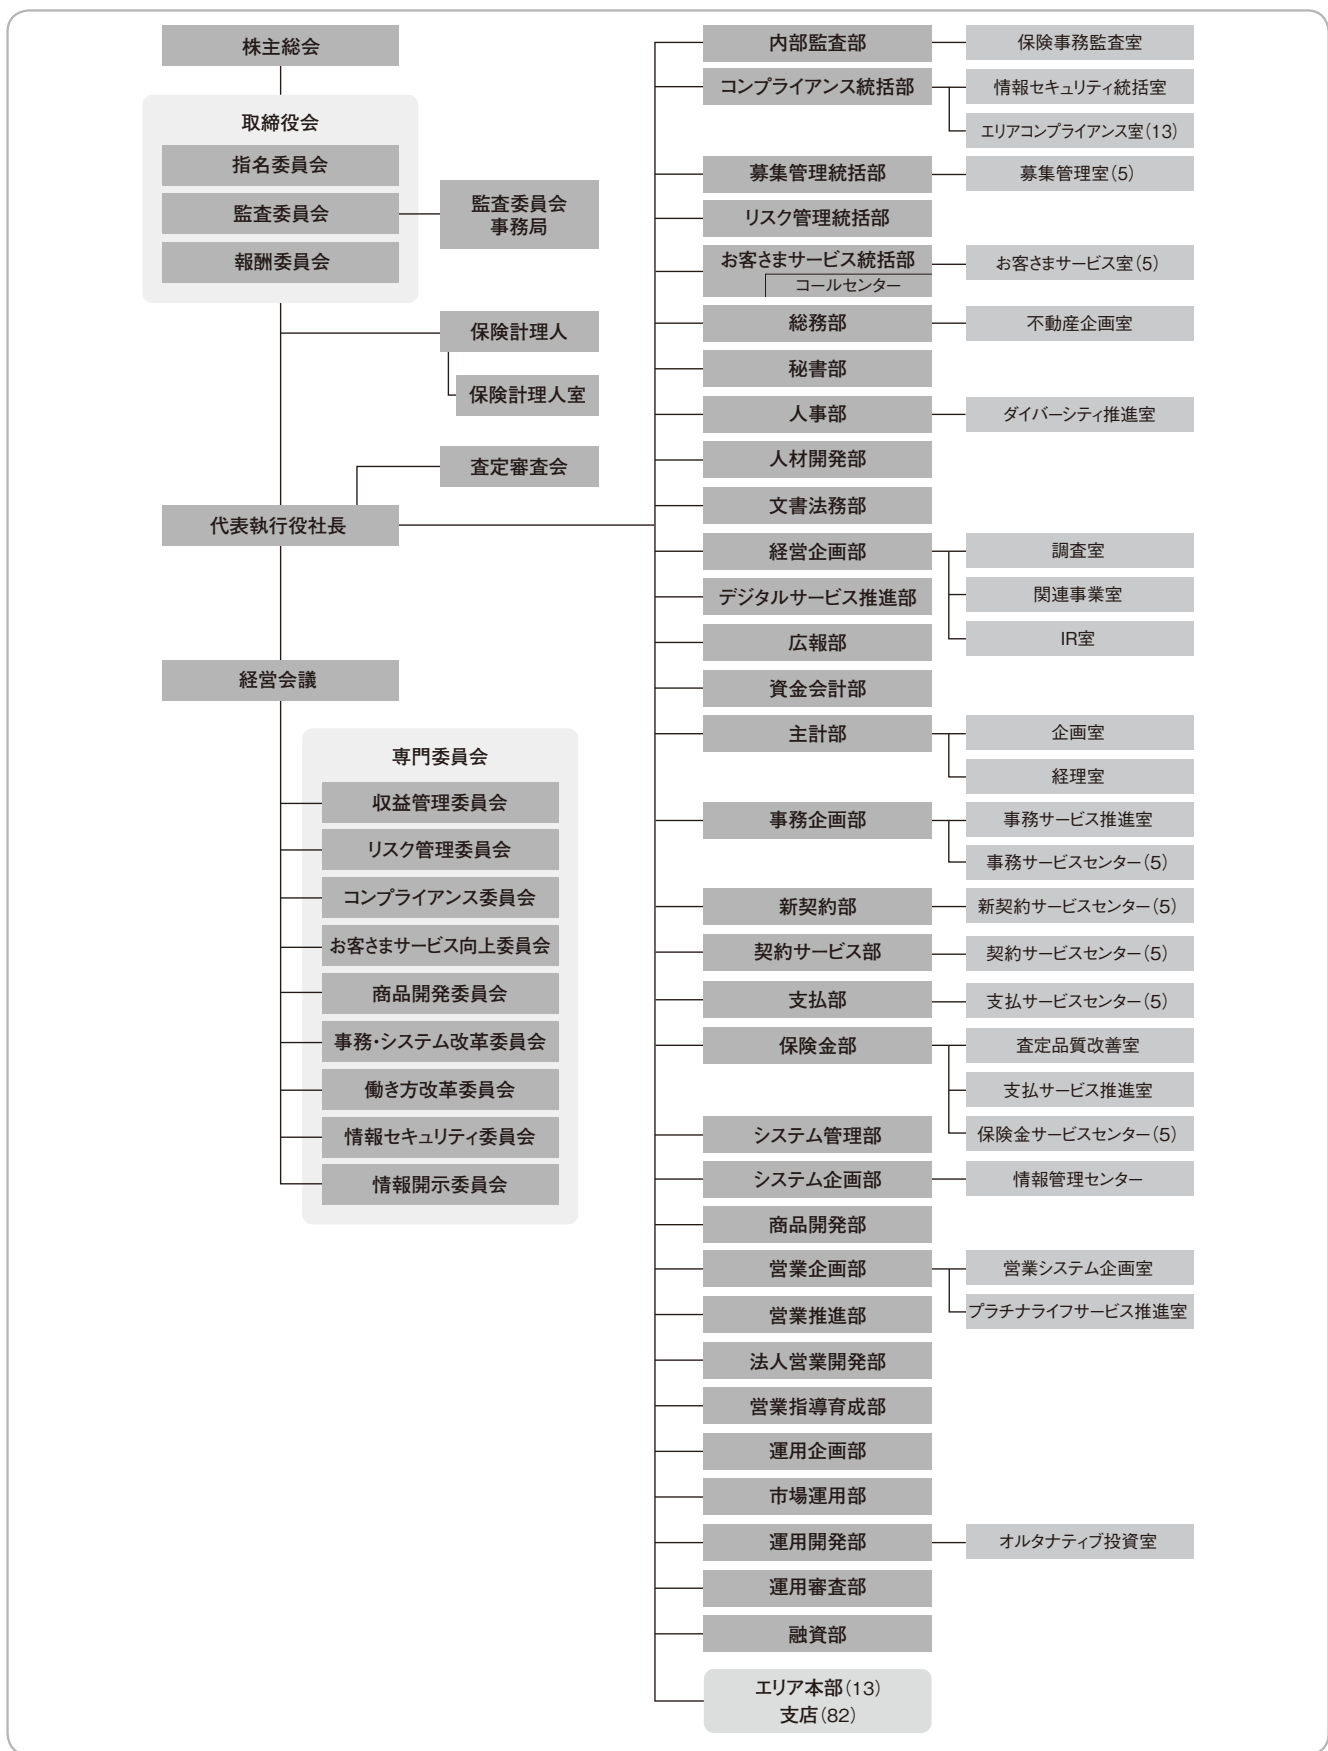 株主総会
取締役会
指名委員会
監査委員会
報酬委員会
監査委員会
事務局
保険計理人
保険計理人室
査定審査会
代表執行役社長
経営会議
専門委員会
収益管理委員会
リスク管理委員会
コンプライアンス委員会
お客さまサービス向上委員会
商品開発委員会
事務・システム改革委員会
働き方改革委員会
情報セキュリティ委員会
情報開示委員会
内部監査部
保険事務監査室
コンプライアンス統括部
情報セキュリティ統括室
エリアコンプライアンス室(13)
募集管理統括部
募集管理室(5)
リスク管理統括部
お客さまサービス統括部
コールセンター
お客さまサービス室(5)
総務部
不動産企画室
秘書部
人事部
ダイバーシティ推進室
人材開発部
文書法務部
経営企画部
調査室
関連事業室
IR室
デジタルサービス推進部
広報部
資金会計部
主計部
企画室
経理室
事務企画部
事務サービス推進室
事務サービスセンター(5)
新契約部
新契約サービスセンター(5)
契約サービス部
契約サービスセンター(5)
支払部
支払サービスセンター(5)
保険金部
査定品質改善室
支払サービス推進室
保険金サービスセンター(5)
システム管理部
システム企画部
情報管理センター
商品開発部
営業企画部
営業システム企画室
プラチナライフサービス推進室
営業推進部
法人営業開発部
営業指導育成部
運用企画部
市場運用部
運用開発部
オルタナティブ投資室
運用審査部
融資部
エリア本部(13)
支店(82)